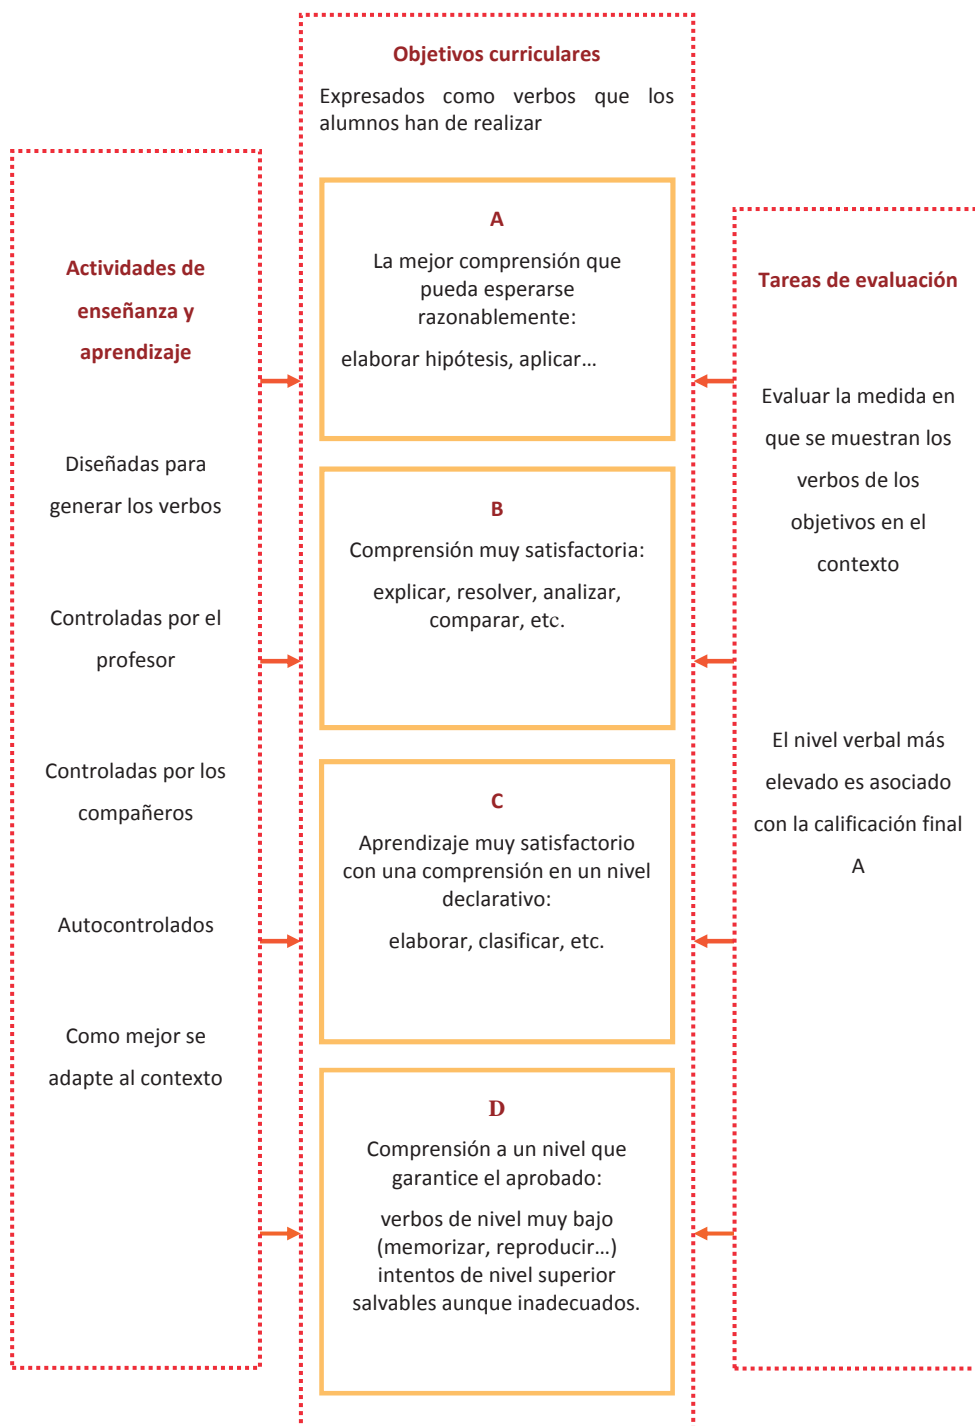 Objetivos curriculares
Expresados como verbos que los
alumnos han de realizar
Actividades de
enseñanza y
aprendizaje
Diseñadas para
generar los verbos
Controladas por el
profesor
Controladas por los
compañeros
Autocontrolados
Como mejor se
adapte al contexto
A
La mejor comprensión que
pueda esperarse
razonablemente:
elaborar hipótesis, aplicar...
B
Comprensión muy satisfactoria:
explicar, resolver, analizar,
comparar, etc.
C
Aprendizaje muy satisfactorio
con una comprensión en un nivel
declarativo:
elaborar, clasificar, etc.
D
Comprensión a un nivel que
garantice el aprobado:
verbos de nivel muy bajo
(memorizar, reproducir...)
intentos de nivel superior
salvables aunque inadecuados.
Tareas de evaluación
Evaluar la medida en
que se muestran los
verbos de los
objetivos en el
contexto
El nivel verbal más
elevado es asociado
con la calificación final
A